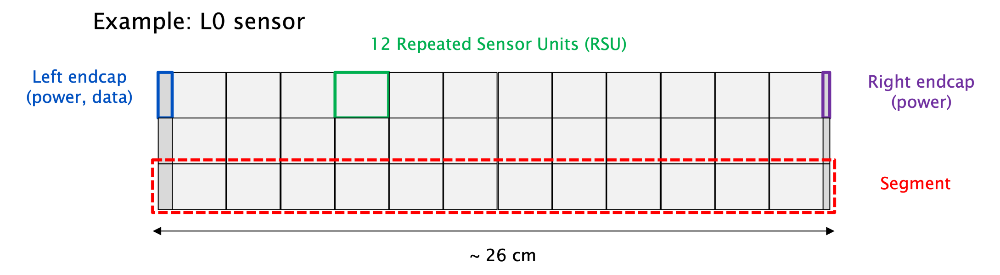 Example: L0 sensor
12 Repeated Sensor Units (RSU)
Left endcap
(power, data)
Right endcap
(power)
Segment
~ 26 cm